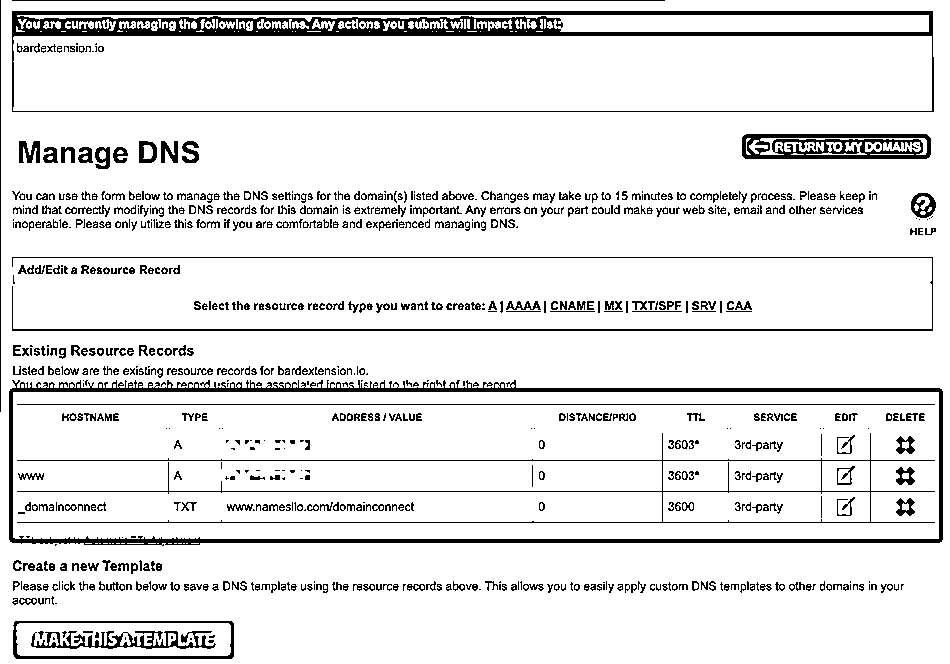 You are currently managing the following domains. Any actions you submit will impact this list:
bardextension.io
Manage DNS
RETURN TO MY DOMAINS
You can use the form below to manage the DNS settings for the domain(s) listed above. Changes may take up to 15 minutes to completely process. Please keep in
mind that correctly modifying the DNS records for this domain is extremely important. Any errors on your part could make your web site, email and other services
inoperable. Please only utilize this form if you are comfortable and experienced managing DNS.
HELP
Add/Edit a Resource Record
Select the resource record type you want to create: A | AAAA | CNAME | MX | TXT/SPF | SRV | CAA
Existing Resource Records
Listed below are the existing resource records for bardextension.io.
You can modify or delete each record using the associated icons listed to the right of the record
HOSTNAME TYPE ADDRESS / VALUE DISTANCE/PRIO TTL SERVICE EDIT DELETE
A 0 3603* 3rd-party
www A 0 3603* 3rd-party
_domainconnect TXT www.namesilo.com/domainconnect 0 3600 3rd-party
Create a new Template
Please click the button below to save a DNS template using the resource records above. This allows you to easily apply custom DNS templates to other domains in your
account.
MAKE THIS A TEMPLATE